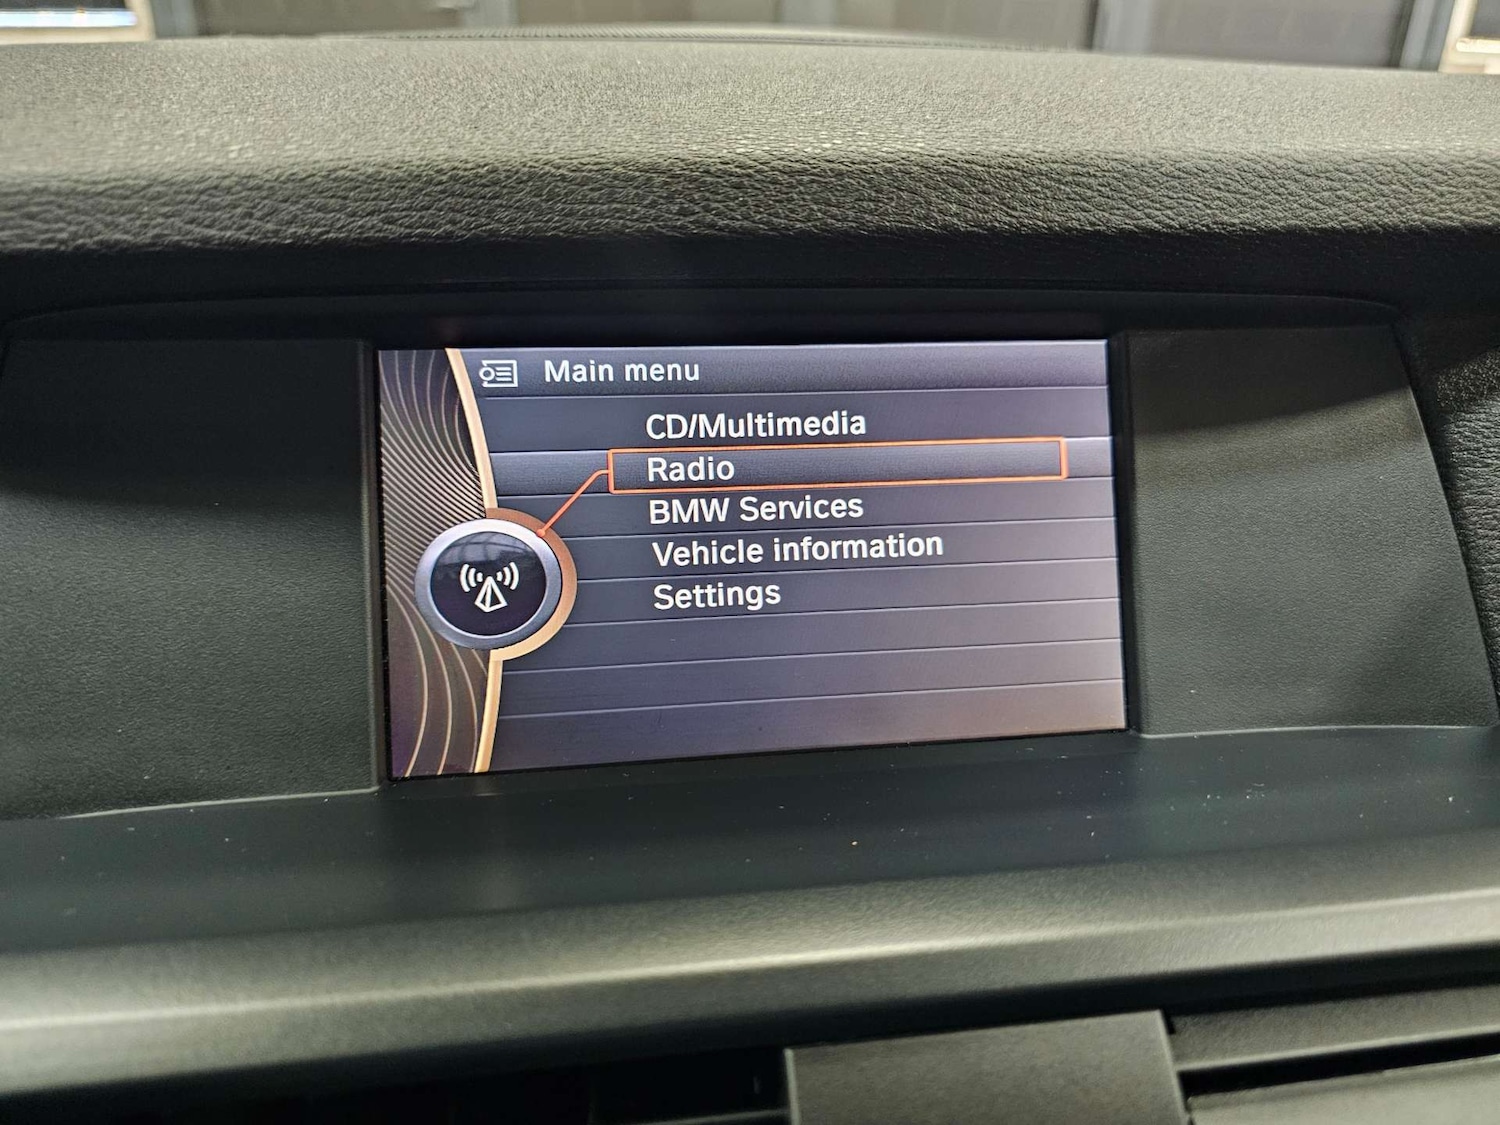 Main menu
CD/Multimedia
Radio
BMW Services
Vehicle information
Settings